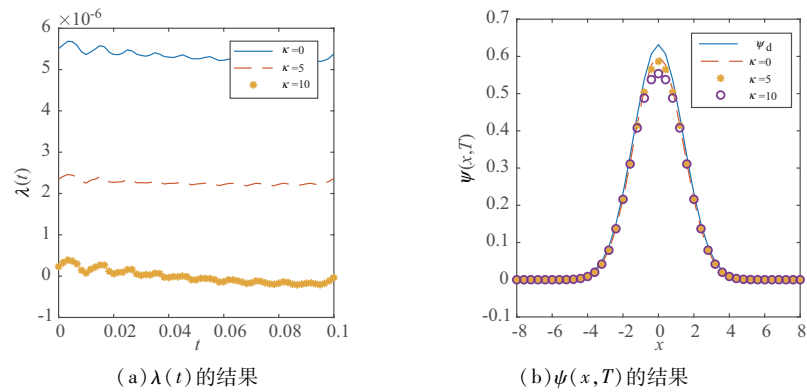 6 ×10-6
5
4
3
2
1
0
-1
λ(t)
κ=0
κ=5
κ=10
0 0.02 0.04 0.06 0.08 0.1
t
(a)λ(t)的结果
0.7
0.6
0.5
0.4
0.3
0.2
0.1
0
-0.1
ψ(x,T)
ψd
κ=0
κ=5
κ=10
-8 -6 -4 -2 0 2 4 6 8
x
(b)ψ(x,T)的结果